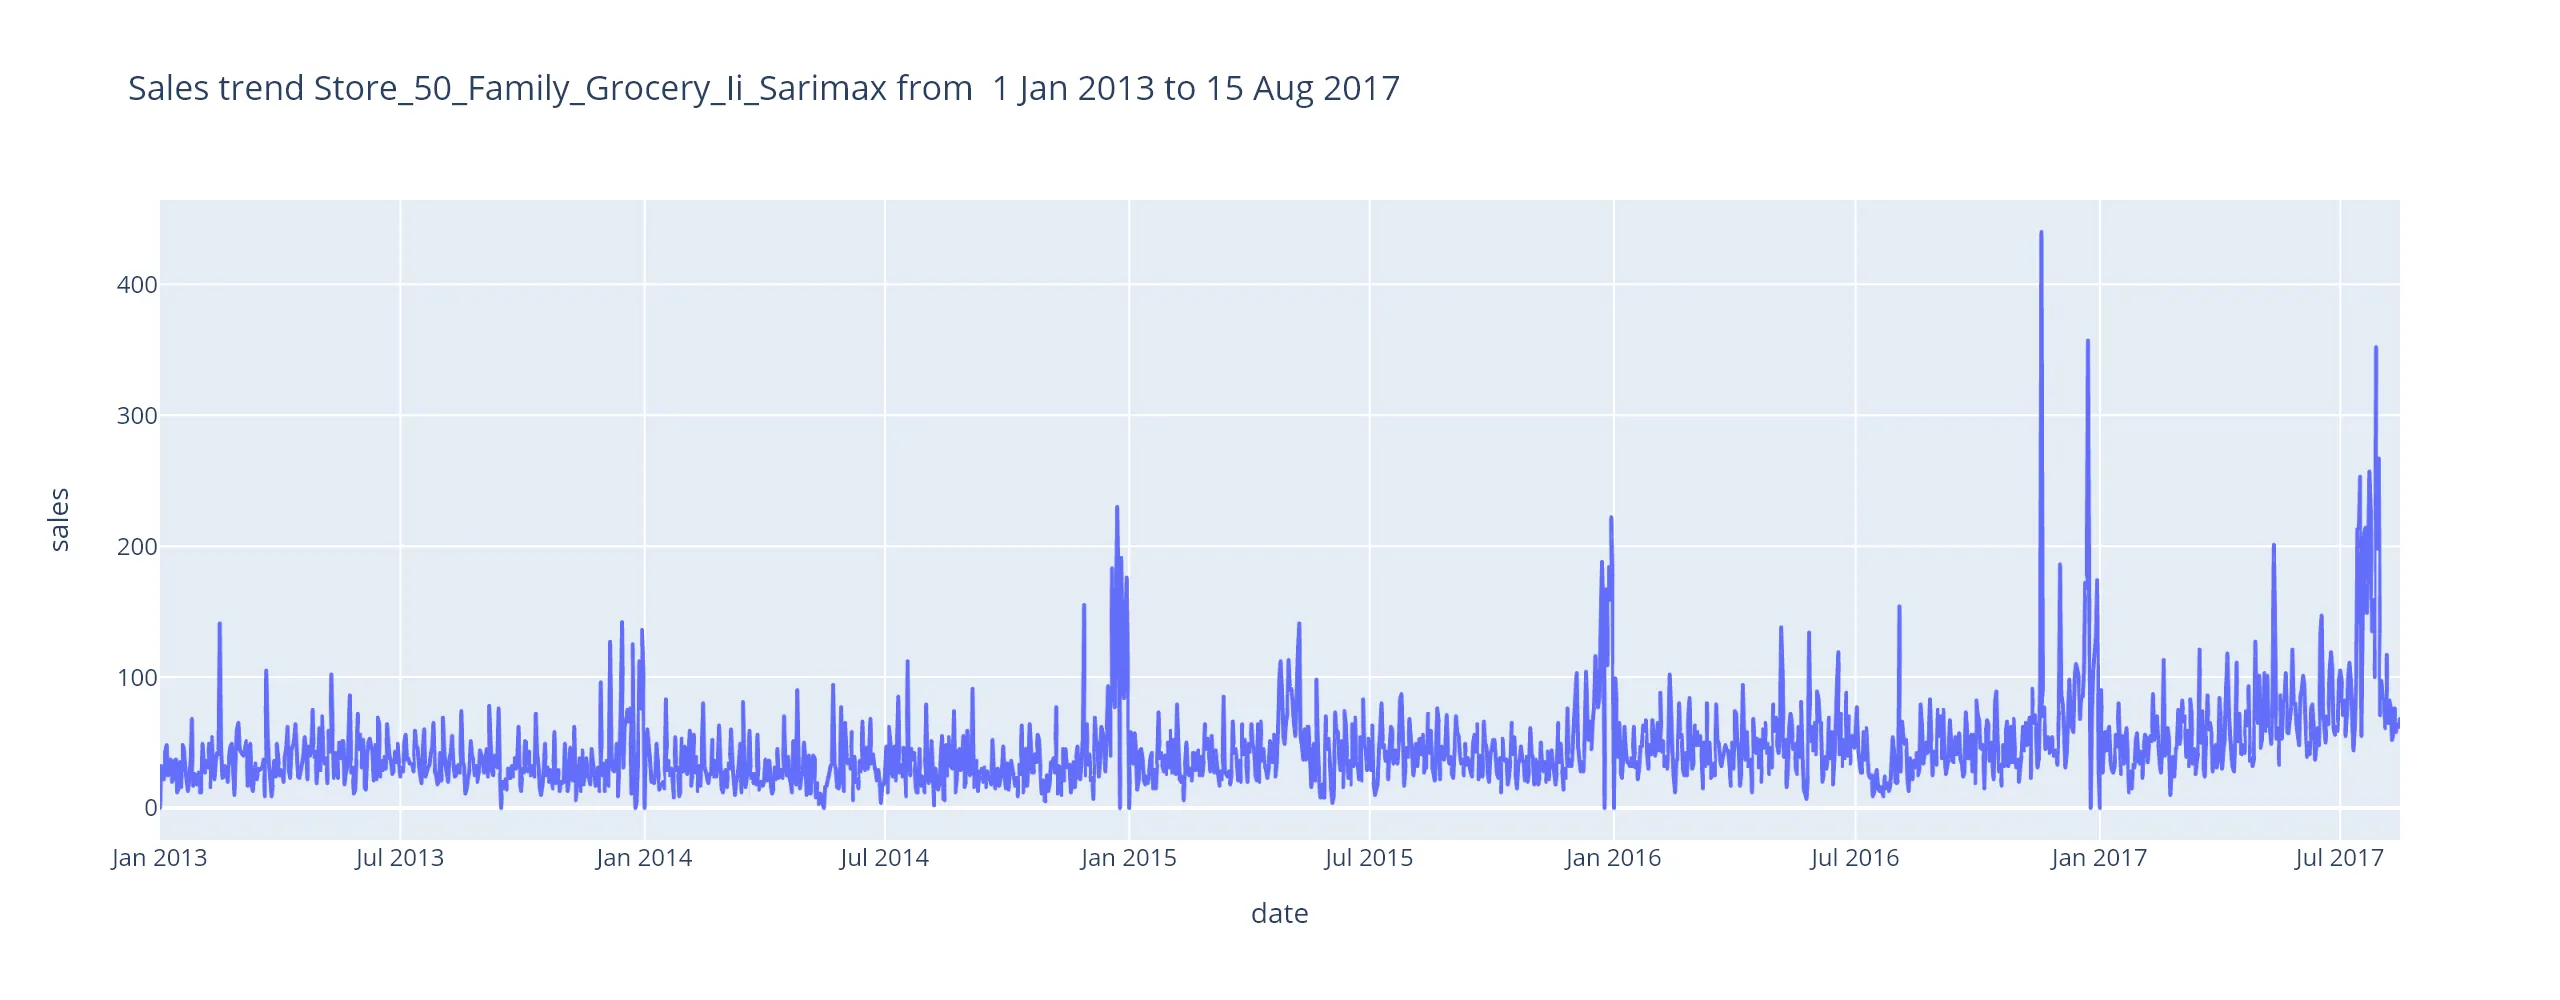 Sales trend Store_50_Family_Grocery_Ii_Sarimax from  1 Jan 2013 to 15 Aug 2017
400
300
200
100
0
sales
Jan 2013 Jul 2013 Jan 2014 Jul 2014 Jan 2015 Jul 2015 Jan 2016 Jul 2016 Jan 2017 Jul 2017
date